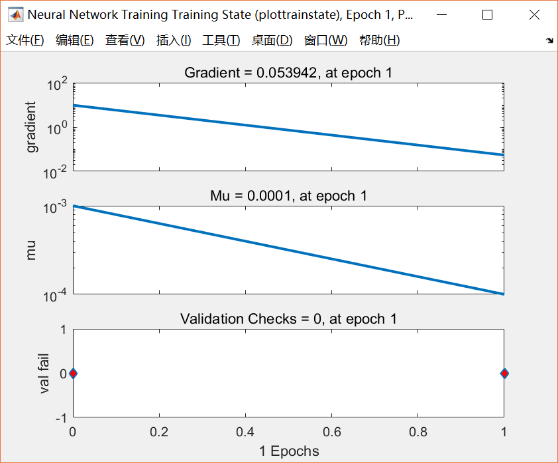 Neural Network Training Training State (plottrainstate), Epoch 1, P...
文件(F) 编辑(E) 查看(V) 插入(I) 工具(T) 桌面(D) 窗口(W) 帮助(H)
Gradient = 0.053942, at epoch 1
10^2
10^0
10^-2
gradient
Mu = 0.0001, at epoch 1
10^-3
10^-4
mu
Validation Checks = 0, at epoch 1
1
0
-1
val fail
0 0.2 0.4 0.6 0.8 1
1 Epochs